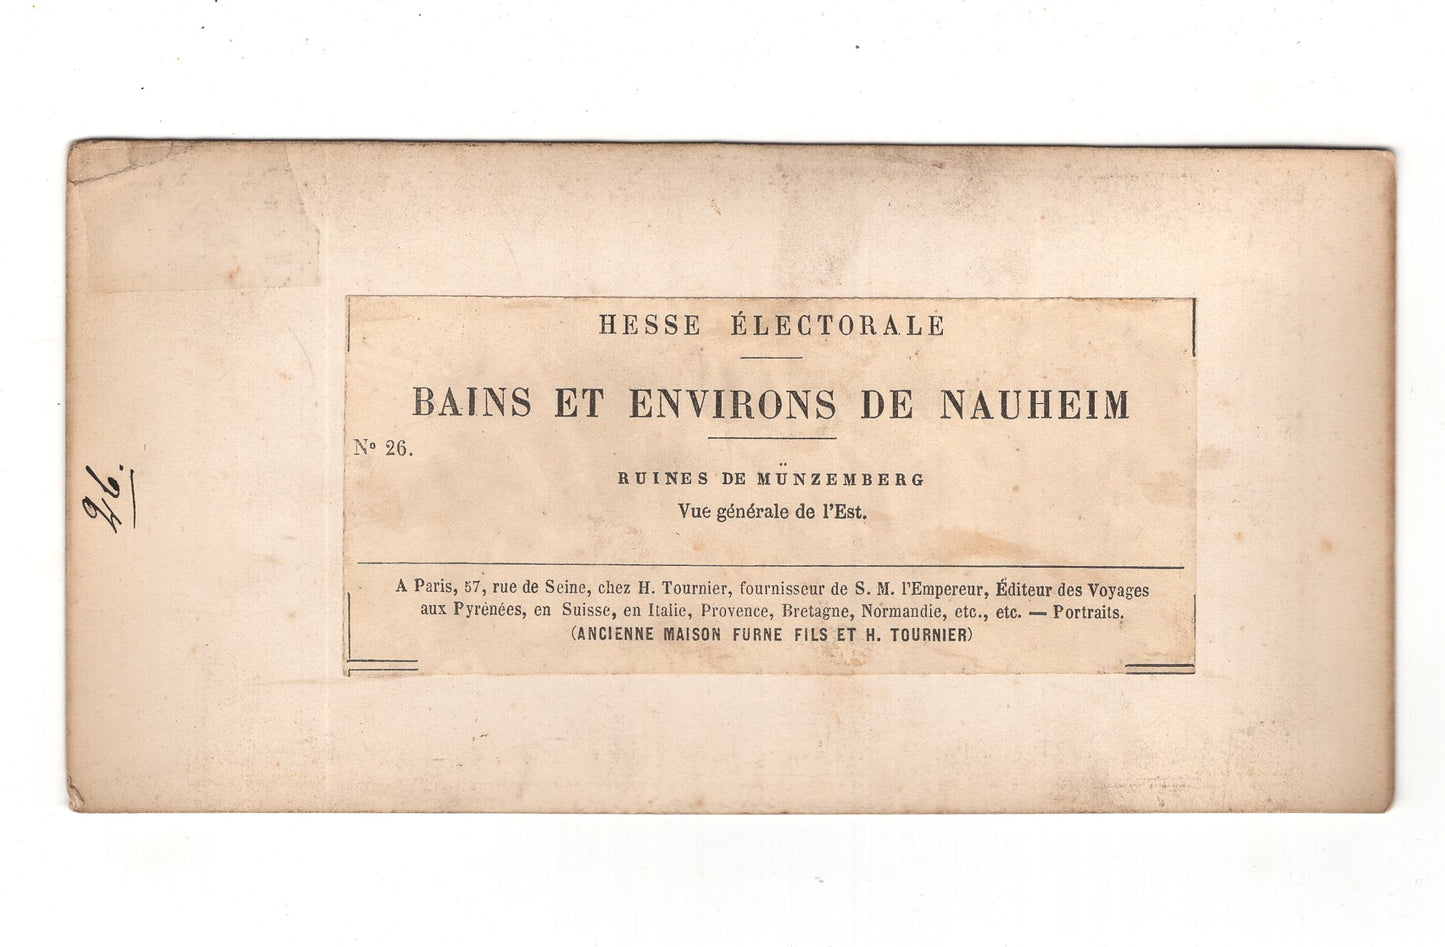 HESSE ÉLECTORALE
BAINS ET ENVIRONS DE NAUHEIM
Nº 26.
RUINES DE MÜNZEMBERG
Vue générale de l'Est.
A Paris, 57, rue de Seine, chez H. Tournier, fournisseur de S. M. l'Empereur, Éditeur des Voyages
aux Pyrénées, en Suisse, en Italie, Provence, Bretagne, Normandie, etc., etc. — Portraits.
(ANCIENNE MAISON FURNE FILS ET H. TOURNIER)
26.